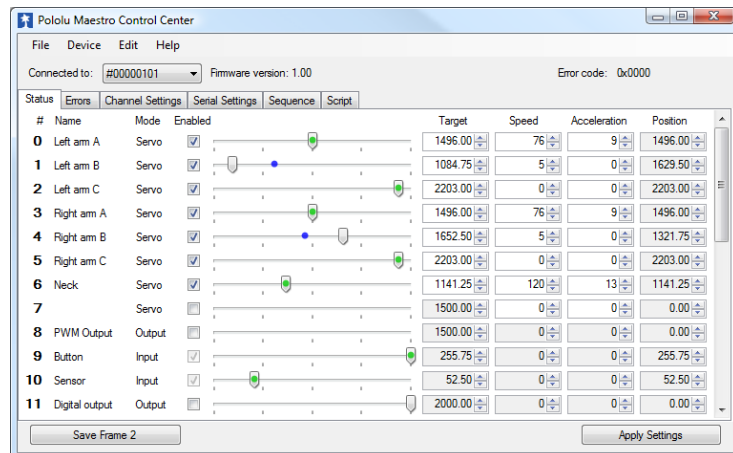 Pololu Maestro Control Center
File Device Edit Help
Connected to: #00000101 Firmware version: 1.00 Error code: 0x0000
Status Errors Channel Settings Serial Settings Sequence Script
# Name Mode Enabled Target Speed Acceleration Position
0 Left arm A Servo 1496.00 76 9 1496.00
1 Left arm B Servo 1084.75 5 0 1629.50
2 Left arm C Servo 2203.00 0 0 2203.00
3 Right arm A Servo 1496.00 76 9 1496.00
4 Right arm B Servo 1652.50 5 0 1321.75
5 Right arm C Servo 2203.00 0 0 2203.00
6 Neck Servo 1141.25 120 13 1141.25
7 Servo 1500.00 0 0 0.00
8 PWM Output Output 1500.00 0 0 0.00
9 Button Input 255.75 0 0 255.75
10 Sensor Input 52.50 0 0 52.50
11 Digital output Output 2000.00 0 0 0.00
Save Frame 2 Apply Settings